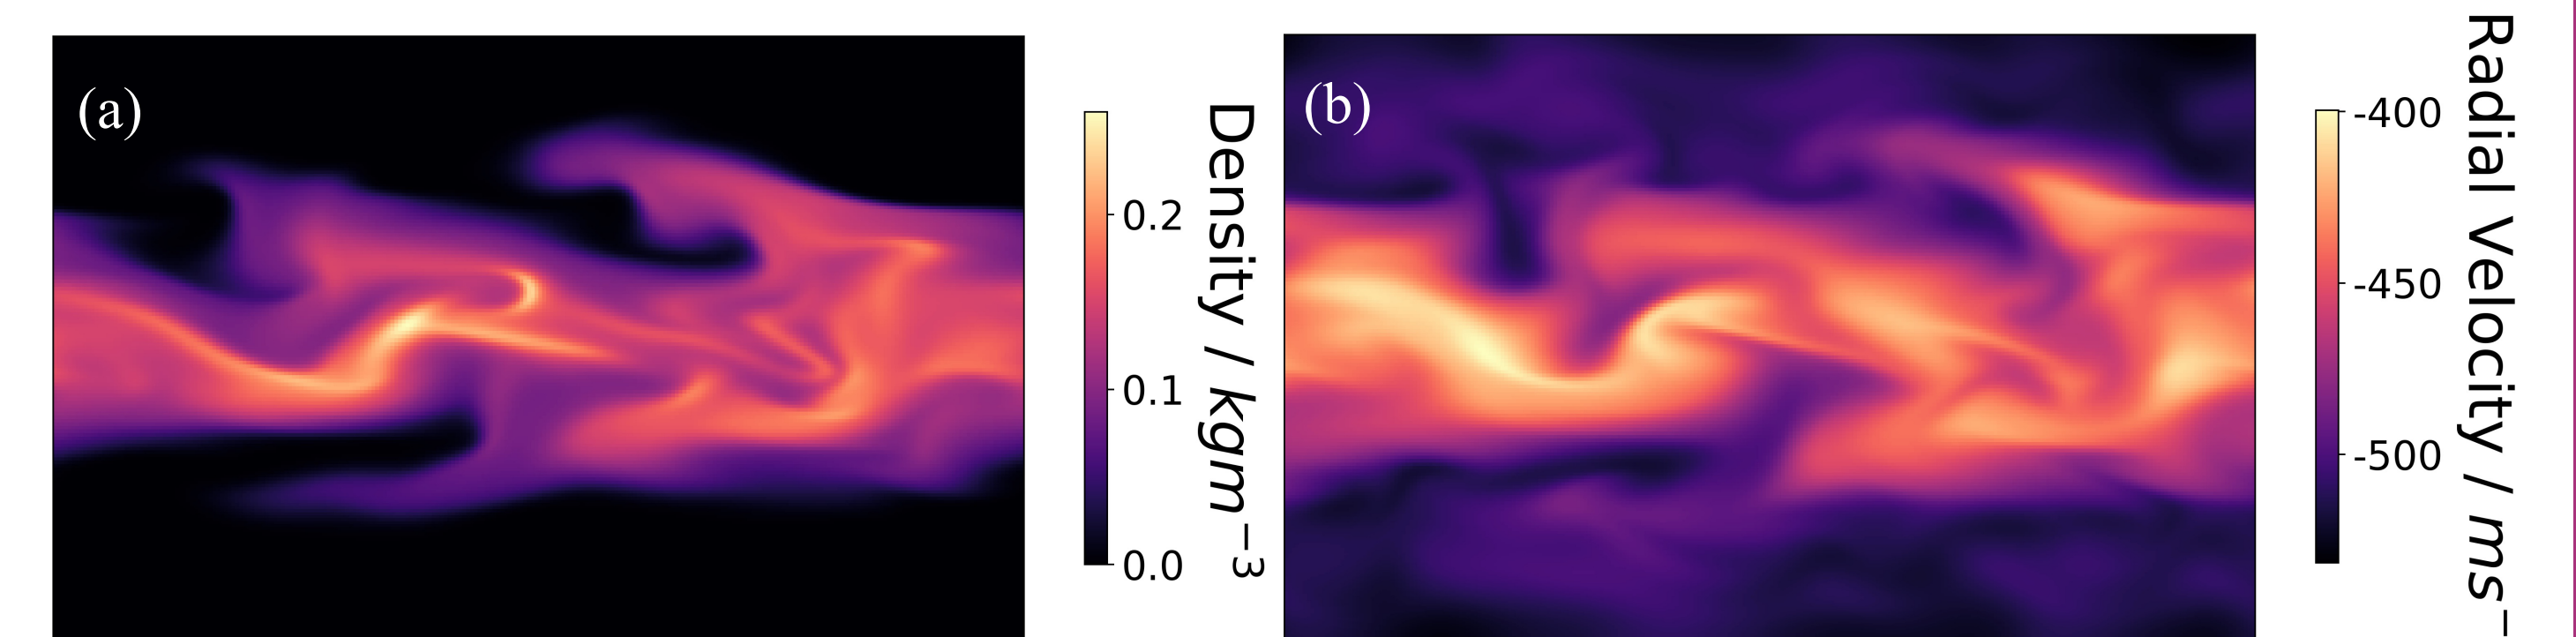 (a)
0.2
0.1
0.0
Density / kgm⁻³
(b)
-400
-450
-500
Radial Velocity / ms⁻